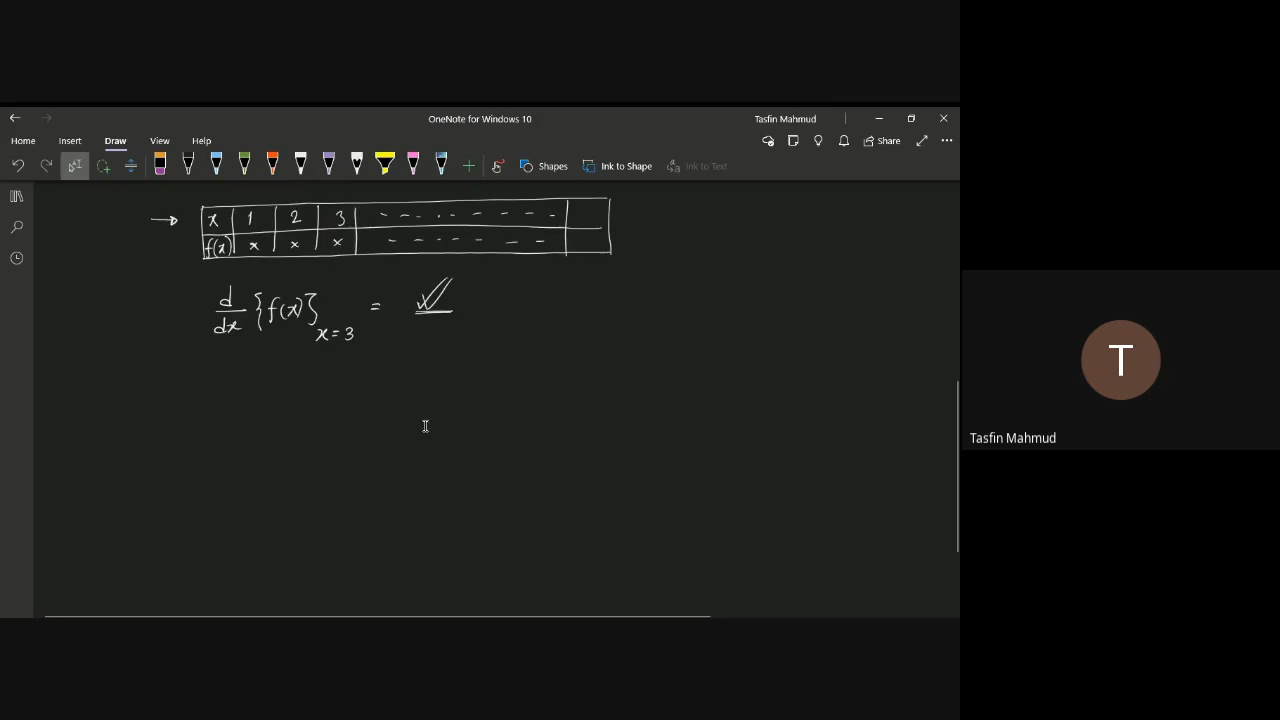 OneNote for Windows 10
Tasfin Mahmud
Home Insert Draw View Help
Share
Shapes Ink to Shape Ink to Text
→ x 1 2 3 - - . . - - - -
f(x) × × × - - - - - - -
d/dx {f(x)} x=3 = ✓
T
Tasfin Mahmud